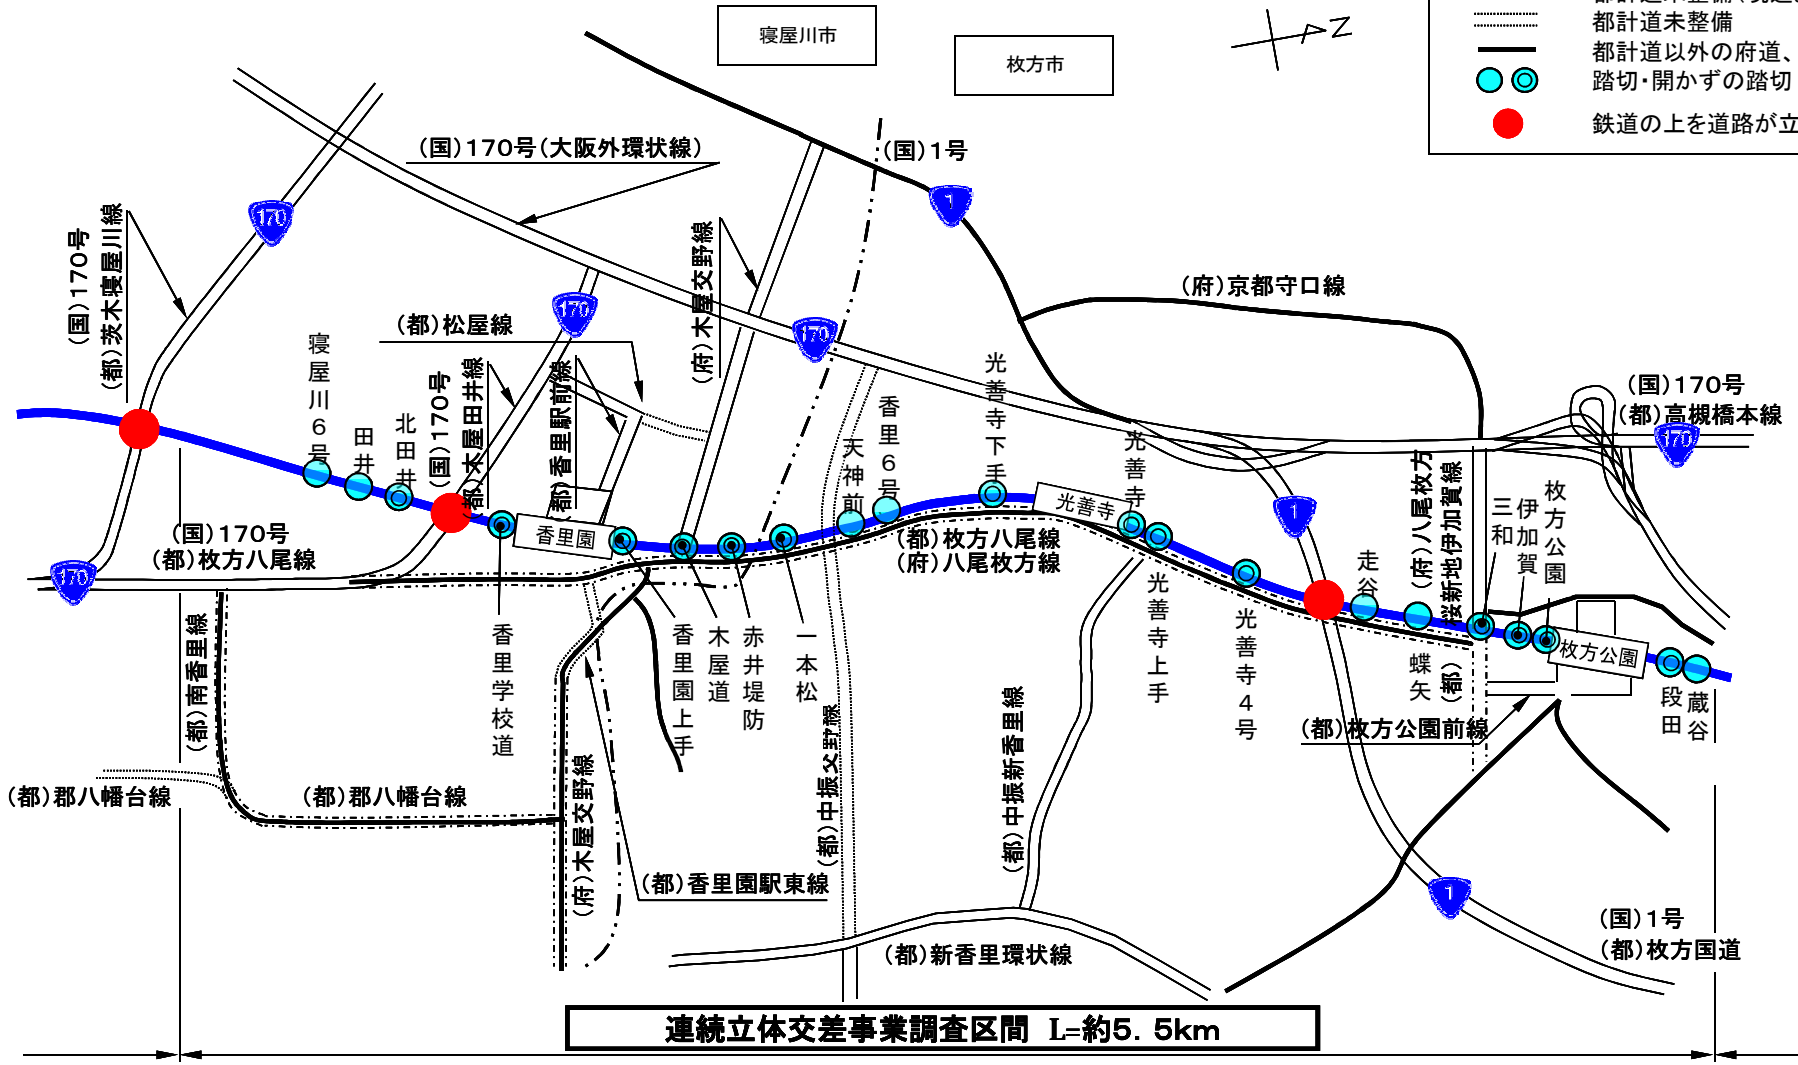 寝屋川市
枚方市
N
都計道未整備
都計道以外の府道、
踏切・開かずの踏切
鉄道の上を道路が立
(国)170号(大阪外環状線)
(国)1号
1
170
(国)170号
(都)茨木寝屋川線
170
(都)松屋線
(府)木屋交野線
170
(府)京都守口線
寝屋川6号
田井
北田井
(国)170号
(都)木屋田井線
(都)香里駅前線
天神前
香里6号
光善寺下手
光善寺
(国)170号
(都)高槻橋本線
170
香里園
光善寺
(国)170号
(都)枚方八尾線
170
(都)枚方八尾線
(府)八尾枚方線
1
走谷
(府)八尾枚方
桜新地伊加賀線
(都)
三和
伊加賀
枚方公園
枚方公園
(都)南香里線
香里学校道
香里園上手
木屋道
赤井堤防
一本松
光善寺上手
光善寺4号
蝶矢
段田
蔵谷
(都)枚方公園前線
(都)郡八幡台線
(都)郡八幡台線
(府)木屋交野線
(都)中振交野線
(都)中振新香里線
(都)香里園駅東線
(都)新香里環状線
1
(国)1号
(都)枚方国道
連続立体交差事業調査区間 L=約5.5km